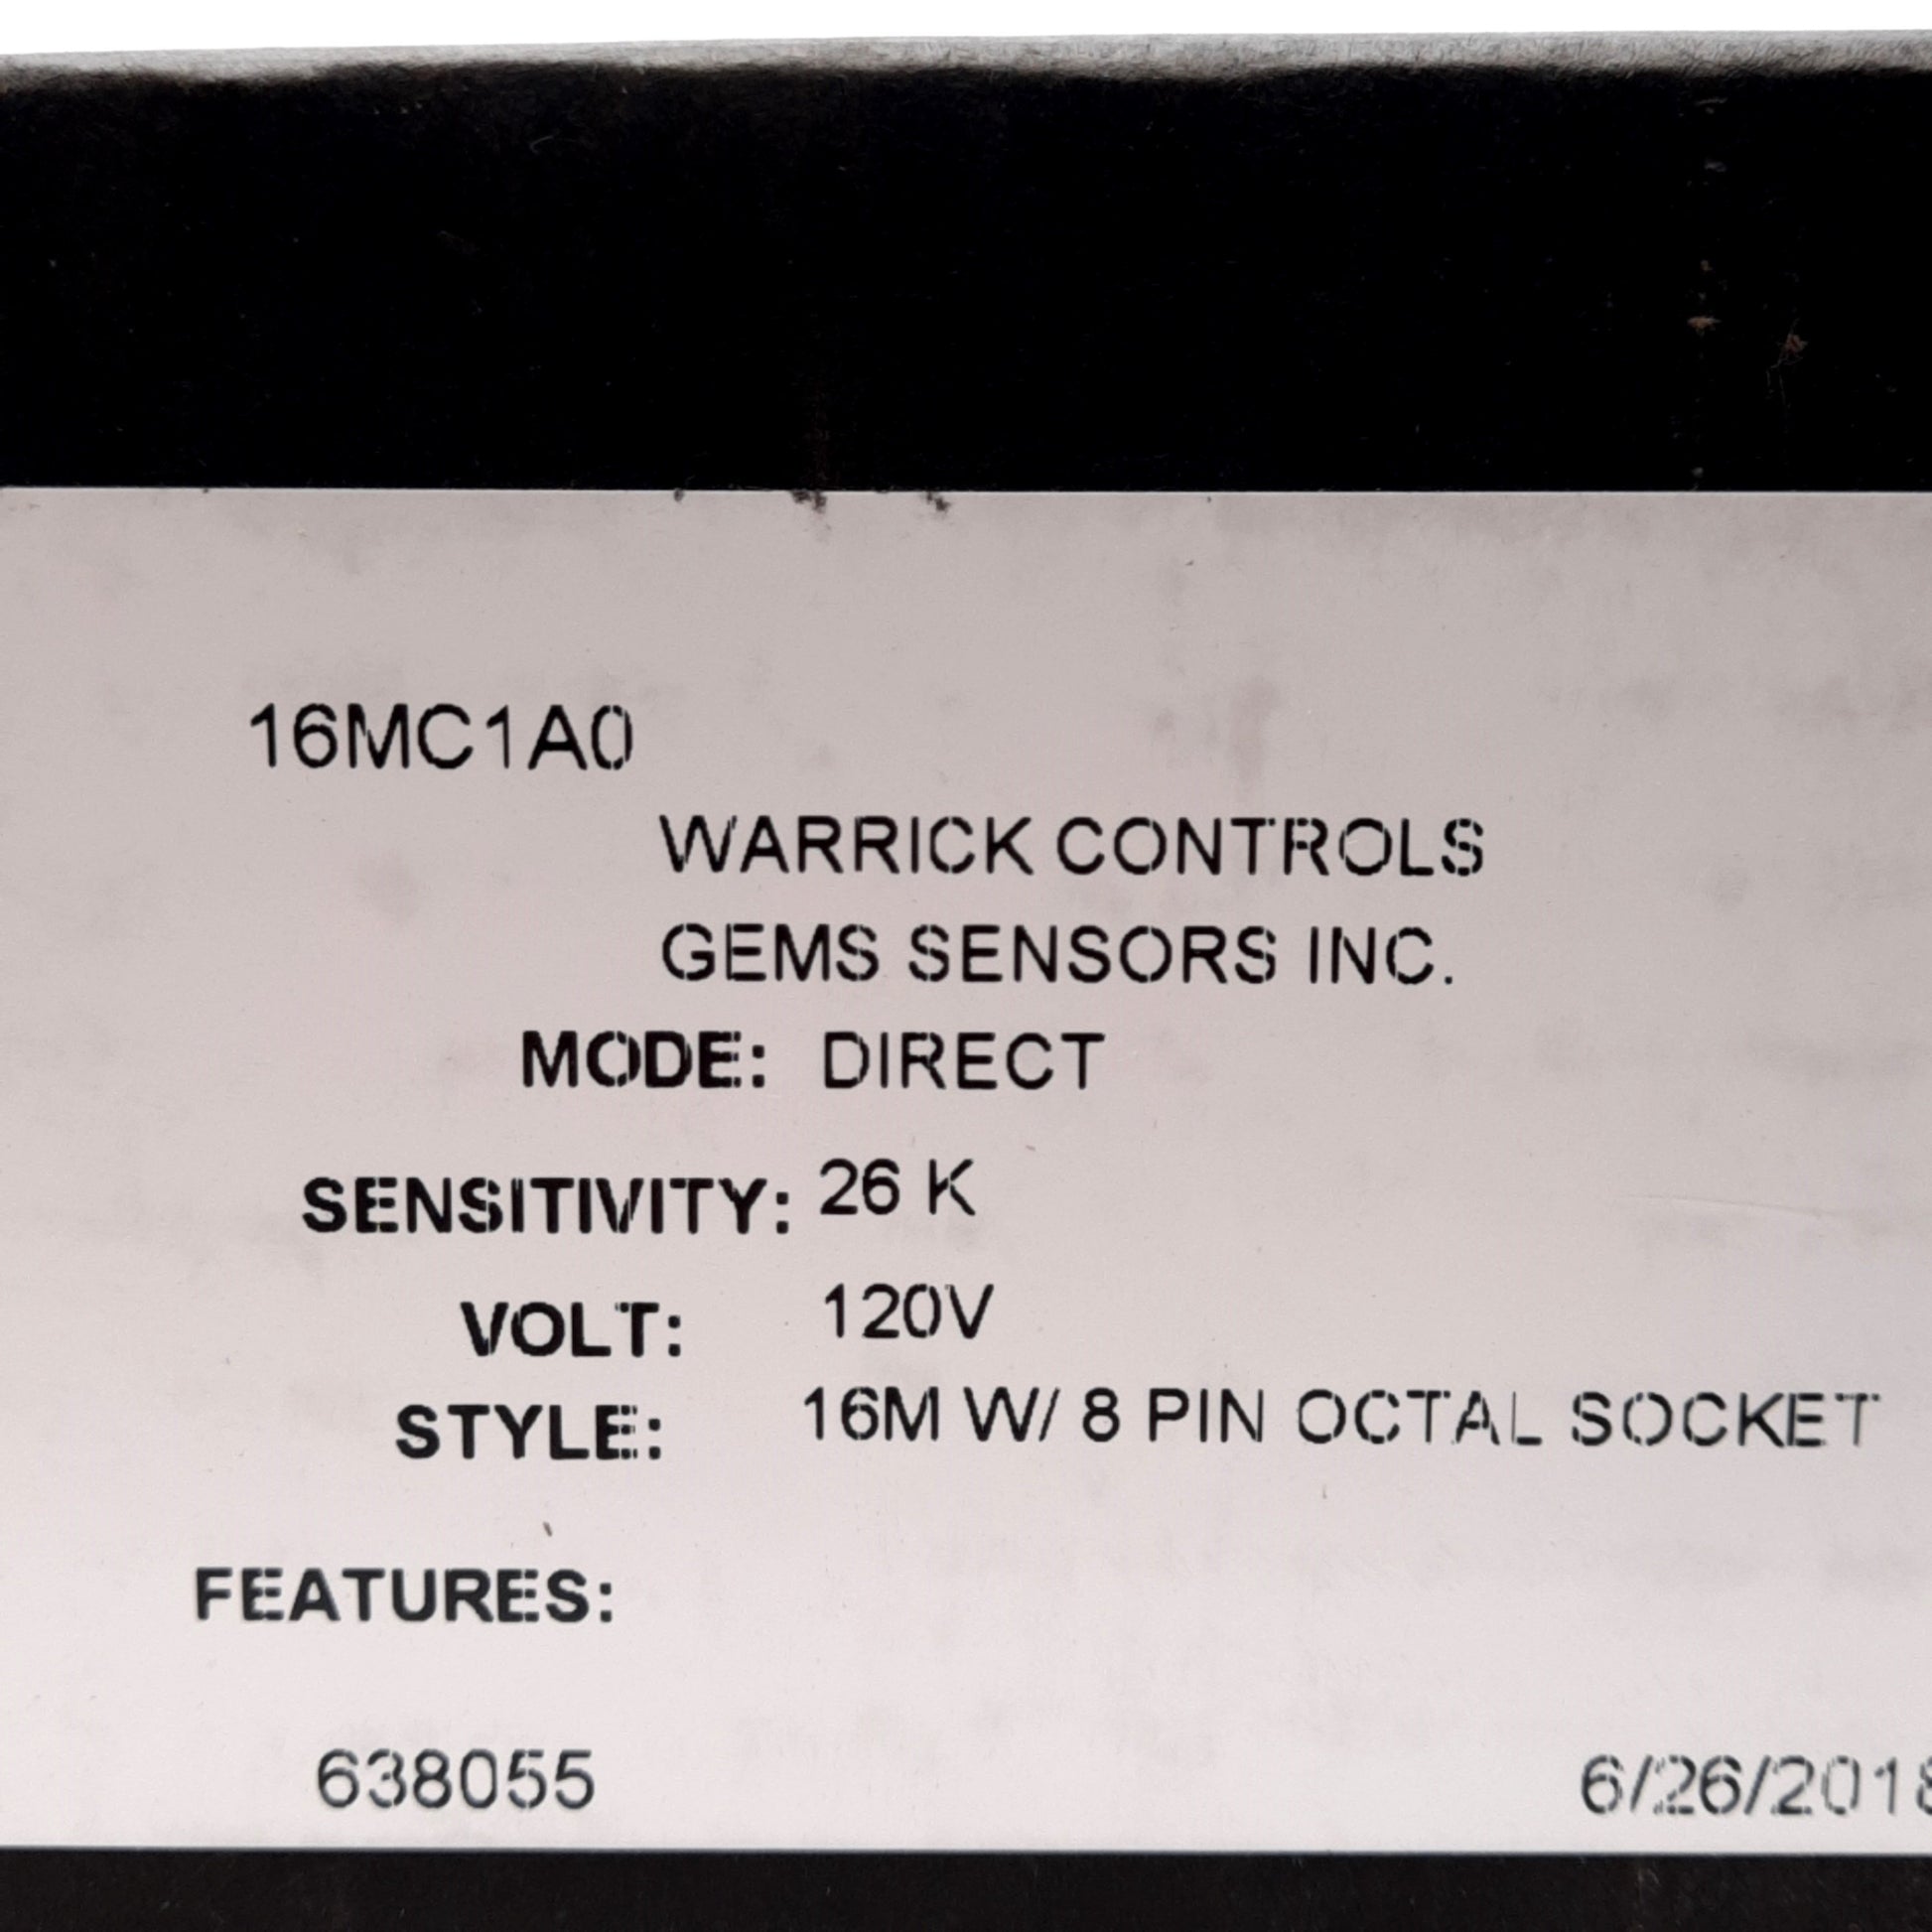 16MC1A0
WARRICK CONTROLS
GEMS SENSORS INC.
MODE: DIRECT
SENSITIVITY: 26 K
VOLT: 120V
STYLE: 16M W/ 8 PIN OCTAL SOCKET
FEATURES:
638055 6/26/2018